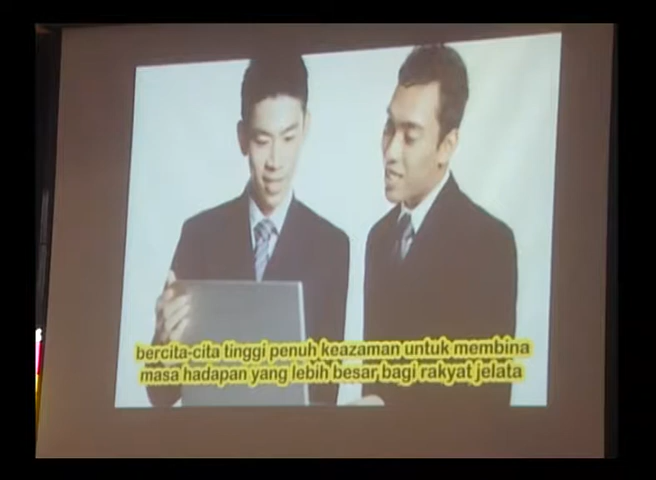 bercita-cita tinggi penuh keazaman untuk membina
masa hadapan yang lebih besar bagi rakyat jelata